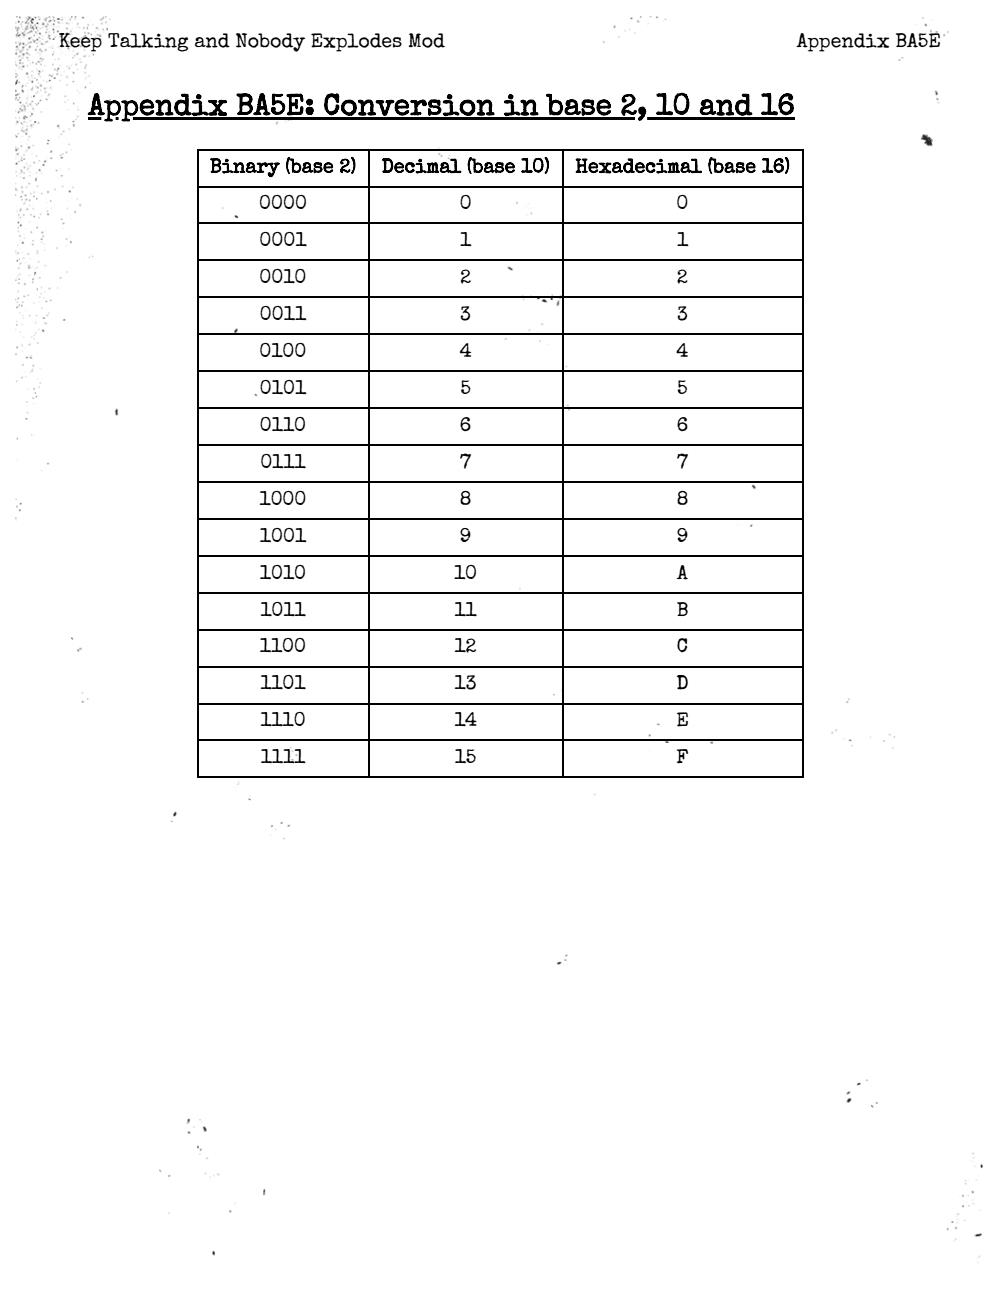 Keep Talking and Nobody Explodes Mod Appendix BA5E
Appendix BA5E: Conversion in base 2, 10 and 16
Binary (base 2) Decimal (base 10) Hexadecimal (base 16)
0000 0 0
0001 1 1
0010 2 2
0011 3 3
0100 4 4
0101 5 5
0110 6 6
0111 7 7
1000 8 8
1001 9 9
1010 10 A
1011 11 B
1100 12 C
1101 13 D
1110 14 E
1111 15 F